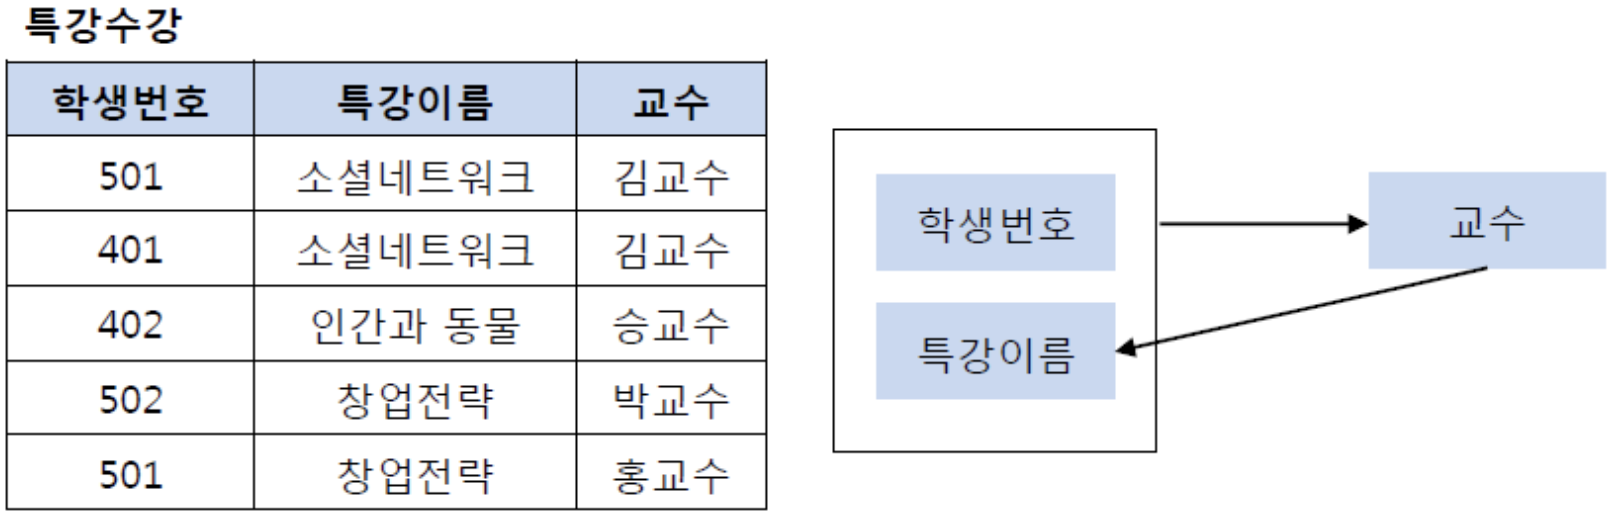 특강수강
학생번호 특강이름 교수
501 소셜네트워크 김교수
401 소셜네트워크 김교수
402 인간과 동물 승교수
502 창업전략 박교수
501 창업전략 홍교수
학생번호 교수
특강이름